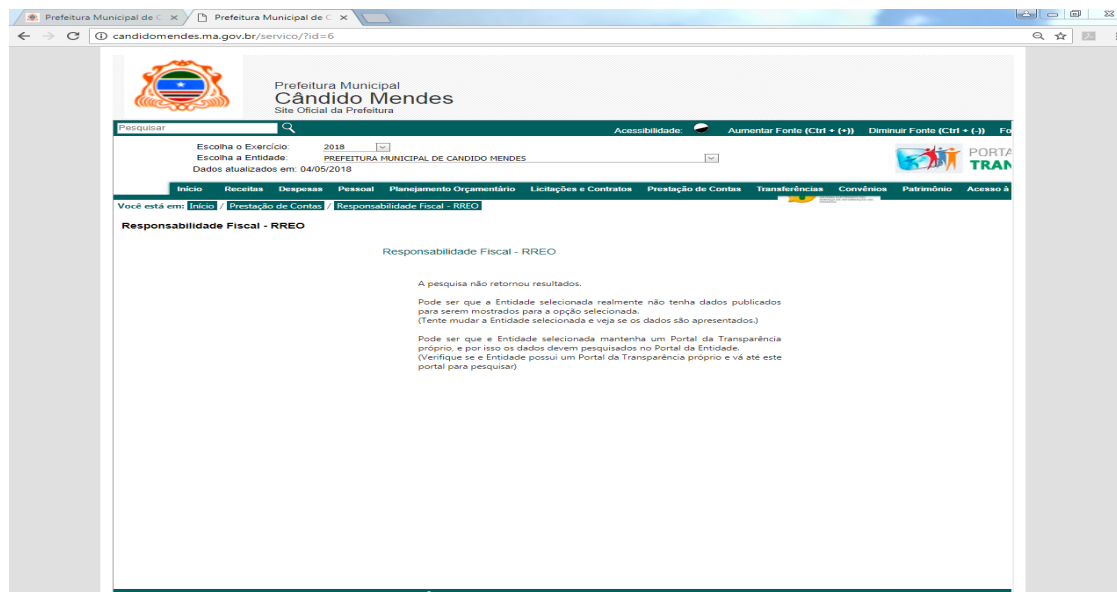 Prefeitura Municipal de C
Prefeitura Municipal de C
candidomendes.ma.gov.br/servico/?id=6
Prefeitura Municipal
Cândido Mendes
Site Oficial da Prefeitura
Pesquisar
Acessibilidade:
Aumentar Fonte (Ctrl + (+))
Diminuir Fonte (Ctrl + (-))
Fo
Escolha o Exercício: 2018
Escolha a Entidade: PREFEITURA MUNICIPAL DE CANDIDO MENDES
Dados atualizados em: 04/05/2018
PORTA
TRAN
Início Receitas Despesas Pessoal Planejamento Orçamentário Licitações e Contratos Prestação de Contas Transferências Convênios Patrimônio Acesso à
Você está em: Início / Prestação de Contas / Responsabilidade Fiscal - RREO
Responsabilidade Fiscal - RREO
Responsabilidade Fiscal - RREO
A pesquisa não retornou resultados.
Pode ser que a Entidade selecionada realmente não tenha dados publicados
para serem mostrados para a opção selecionada.
(Tente mudar a Entidade selecionada e veja se os dados são apresentados.)
Pode ser que e Entidade selecionada mantenha um Portal da Transparência
próprio, e por isso os dados devem pesquisados no Portal da Entidade.
(Verifique se e Entidade possui um Portal da Transparência próprio e vá até este
portal para pesquisar)